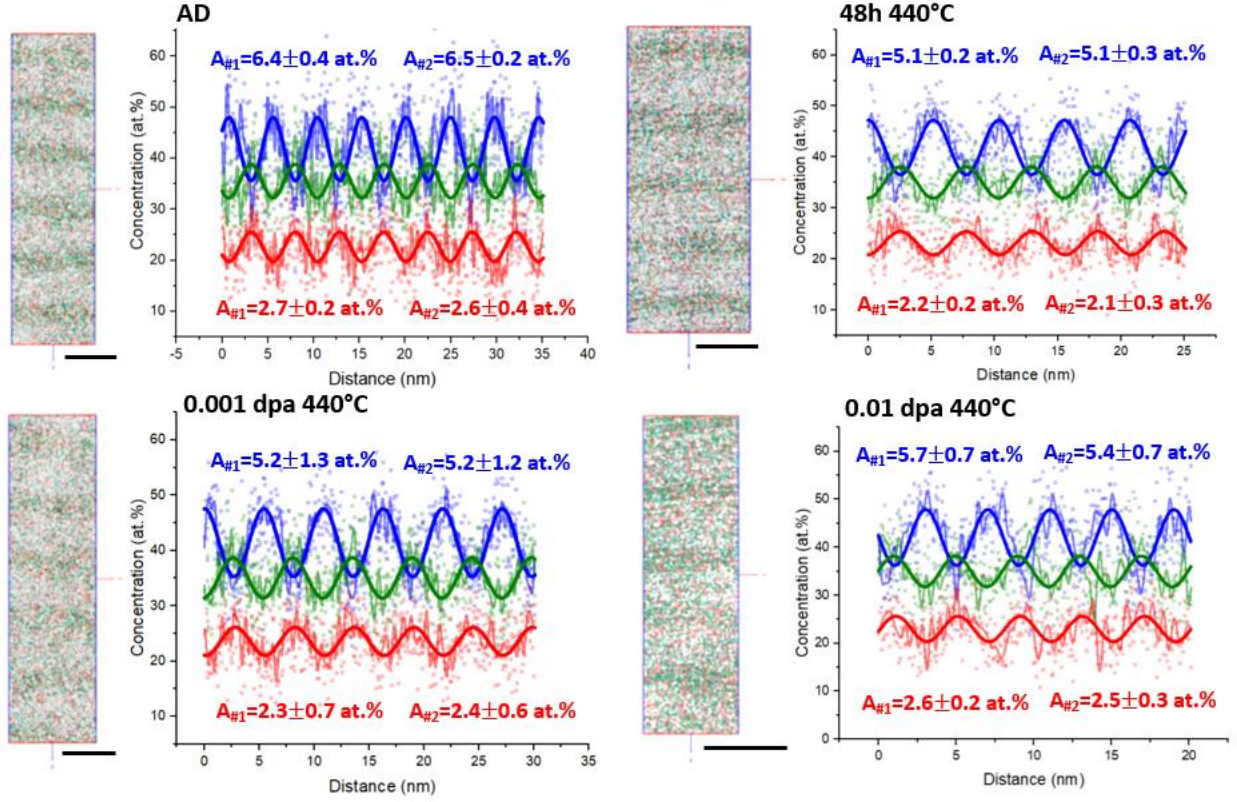 AD
A#1=6.4±0.4 at.% A#2=6.5±0.2 at.%
60
50
40
30
20
10
Concentration (at.%)
A#1=2.7±0.2 at.% A#2=2.6±0.4 at.%
-5 0 5 10 15 20 25 30 35 40
Distance (nm)
48h 440°C
A#1=5.1±0.2 at.% A#2=5.1±0.3 at.%
60
50
40
30
20
10
Concentration (at.%)
A#1=2.2±0.2 at.% A#2=2.1±0.3 at.%
0 5 10 15 20 25
Distance (nm)
0.001 dpa 440°C
A#1=5.2±1.3 at.% A#2=5.2±1.2 at.%
60
50
40
30
20
10
Concentration (at.%)
A#1=2.3±0.7 at.% A#2=2.4±0.6 at.%
0 5 10 15 20 25 30 35
Distance (nm)
0.01 dpa 440°C
A#1=5.7±0.7 at.% A#2=5.4±0.7 at.%
60
50
40
30
20
10
0
Concentration (at.%)
A#1=2.6±0.2 at.% A#2=2.5±0.3 at.%
0 5 10 15 20
Distance (nm)